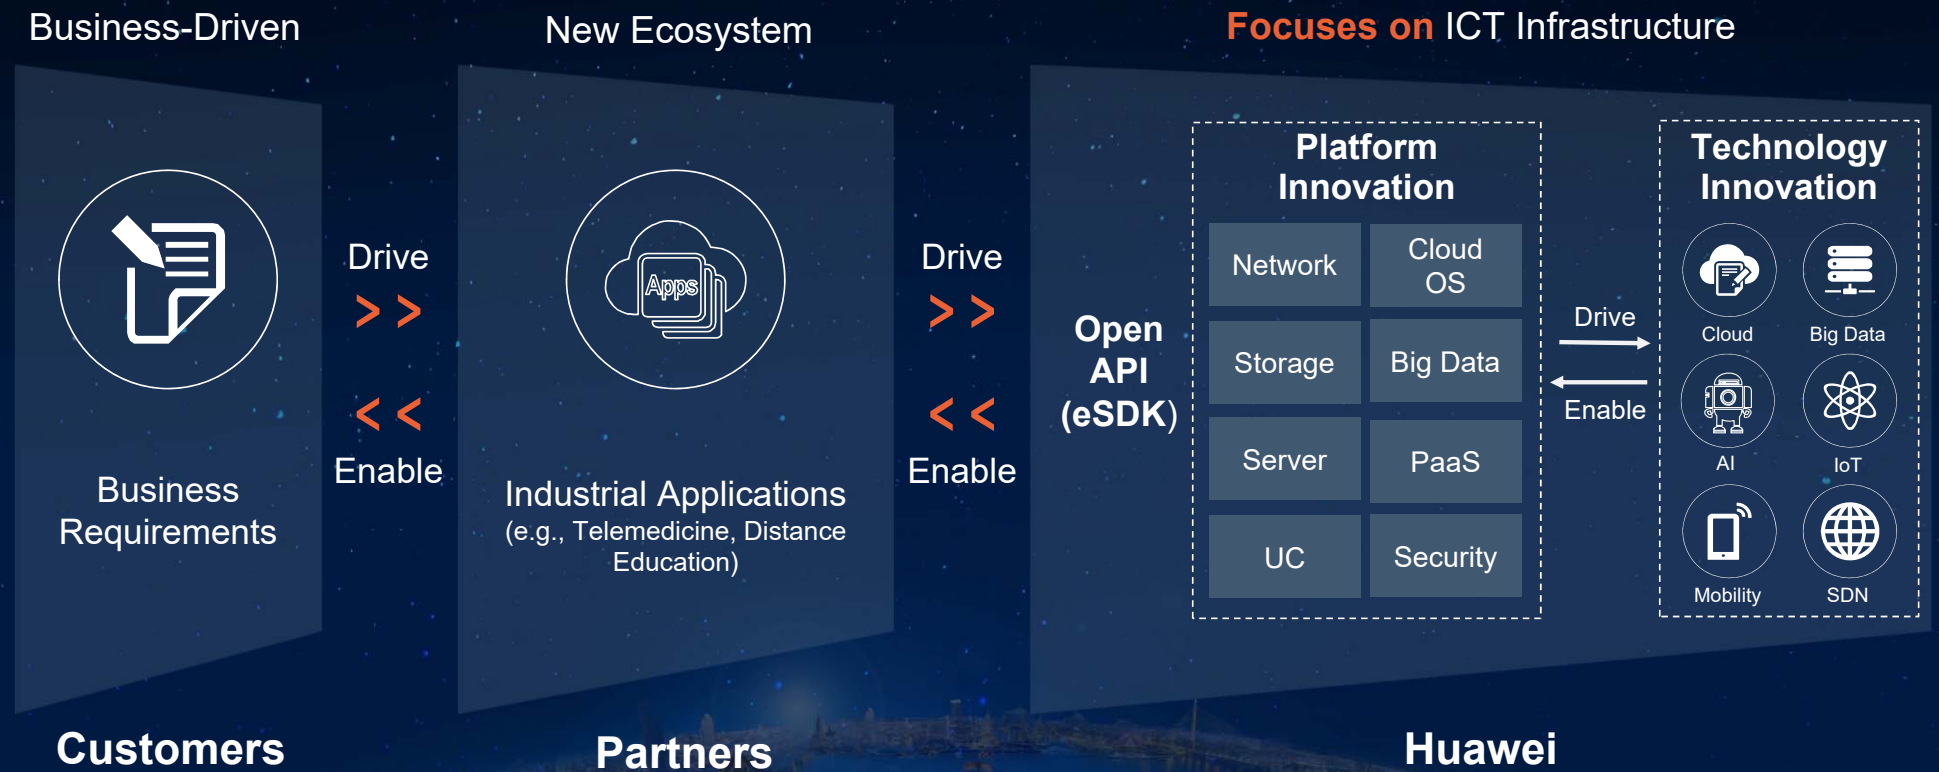 Business-Driven
New Ecosystem
Focuses on ICT Infrastructure
Business
Requirements
Customers
Drive
>>
<<
Enable
Apps
Industrial Applications
(e.g., Telemedicine, Distance
Education)
Partners
Drive
>>
<<
Enable
Open
API
(eSDK)
Platform
Innovation
Network
Cloud
OS
Storage
Big Data
Server
PaaS
UC
Security
Drive
Enable
Technology
Innovation
Cloud
Big Data
AI
IoT
Mobility
SDN
Huawei